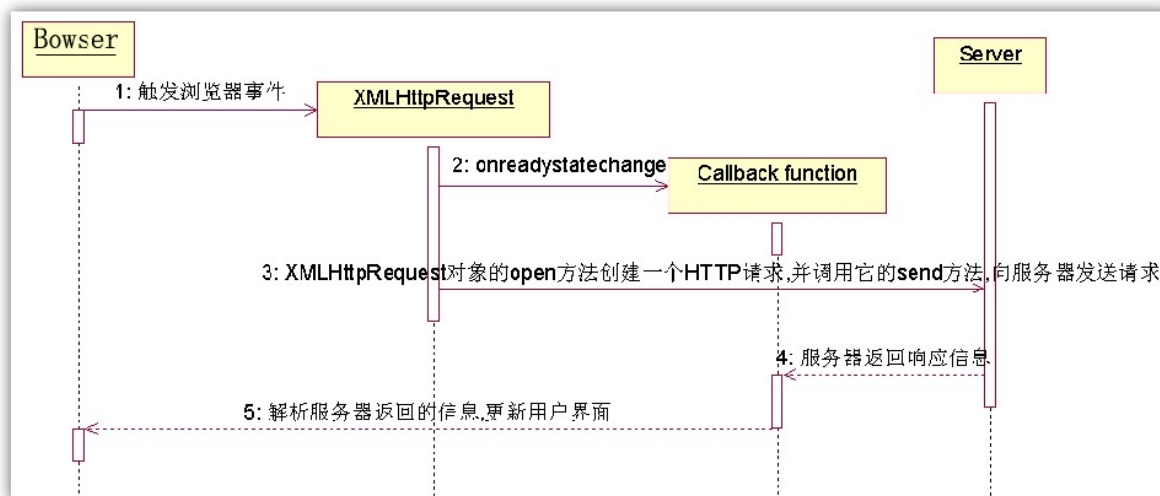 Bowser
Server
1: 触发浏览器事件
XMLHttpRequest
2: onreadystatechange
Callback function
3: XMLHttpRequest对象的open方法创建一个HTTP请求,并调用它的send方法,向服务器发送请求
4: 服务器返回响应信息
5: 解析服务器返回的信息,更新用户界面